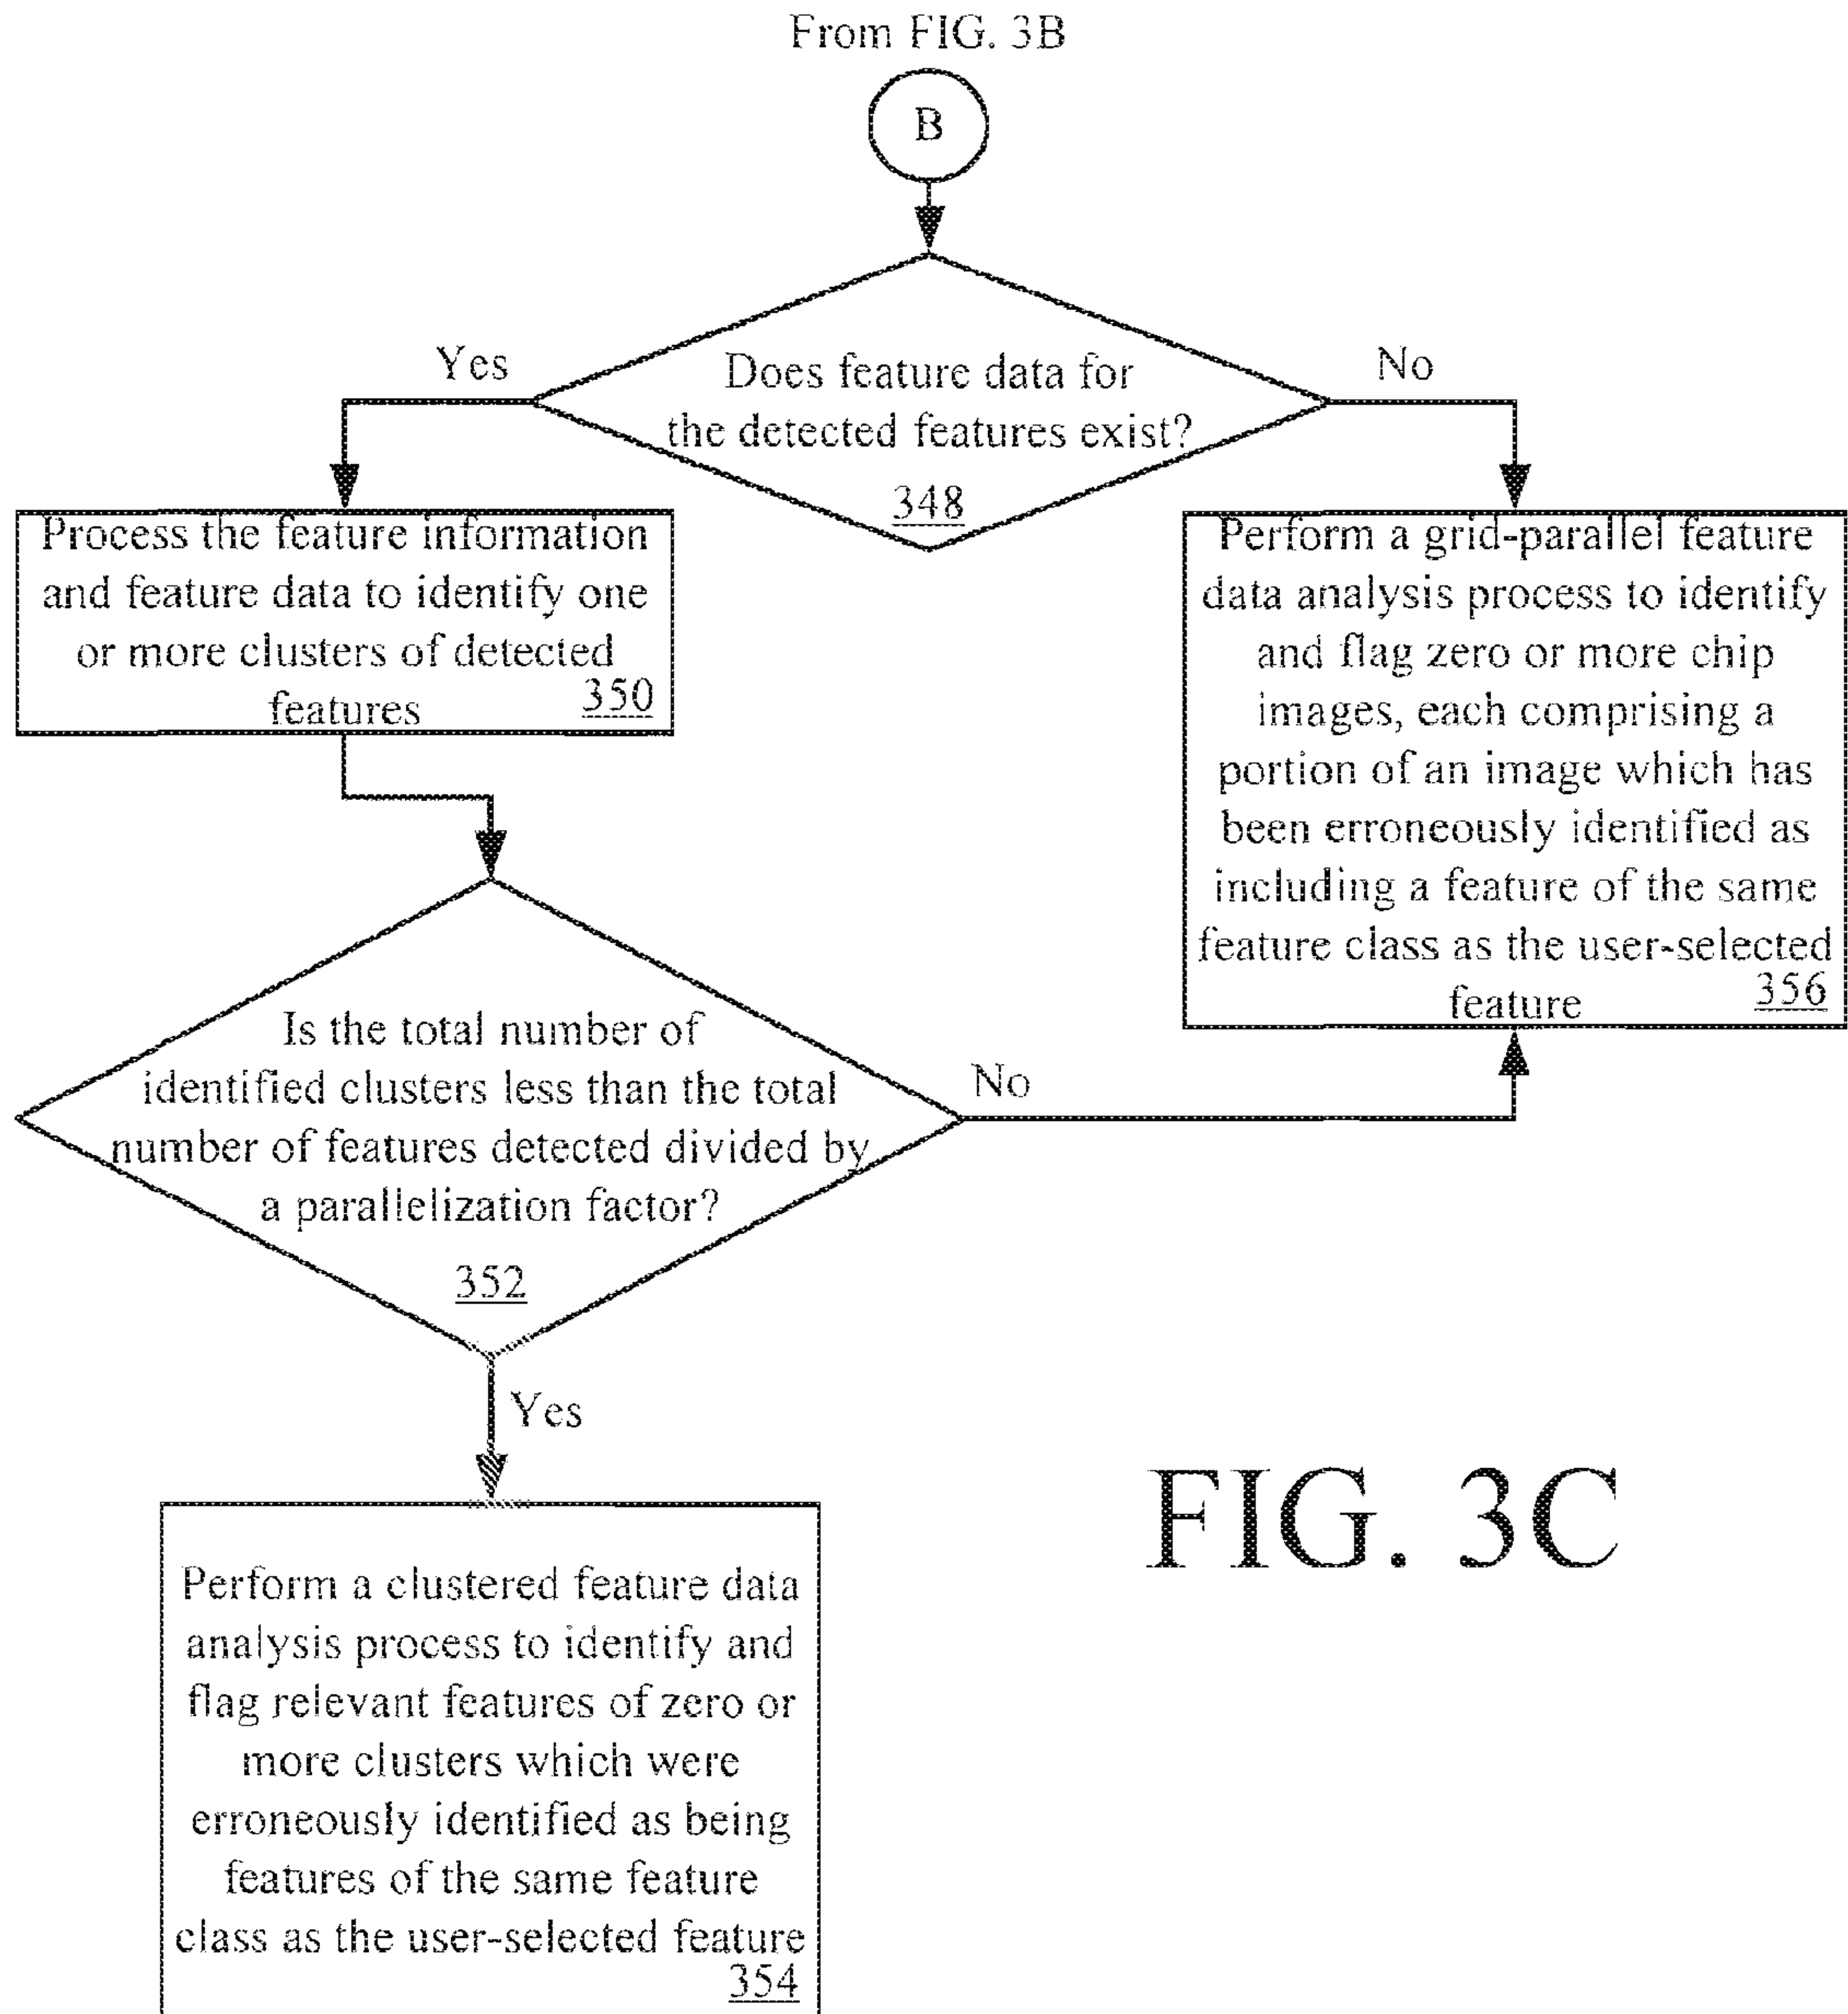 From FIG. 3B
B
Yes
Does feature data for
the detected features exist?
348
No
Process the feature information
and feature data to identify one
or more clusters of detected
features 350
Perform a grid-parallel feature
data analysis process to identify
and flag zero or more chip
images, each comprising a
portion of an image which has
been erroneously identified as
including a feature of the same
feature class as the user-selected
feature 356
Is the total number of
identified clusters less than the total
number of features detected divided by
a parallelization factor?
352
No
Yes
Perform a clustered feature data
analysis process to identify and
flag relevant features of zero or
more clusters which were
erroneously identified as being
features of the same feature
class as the user-selected feature
354
FIG. 3C